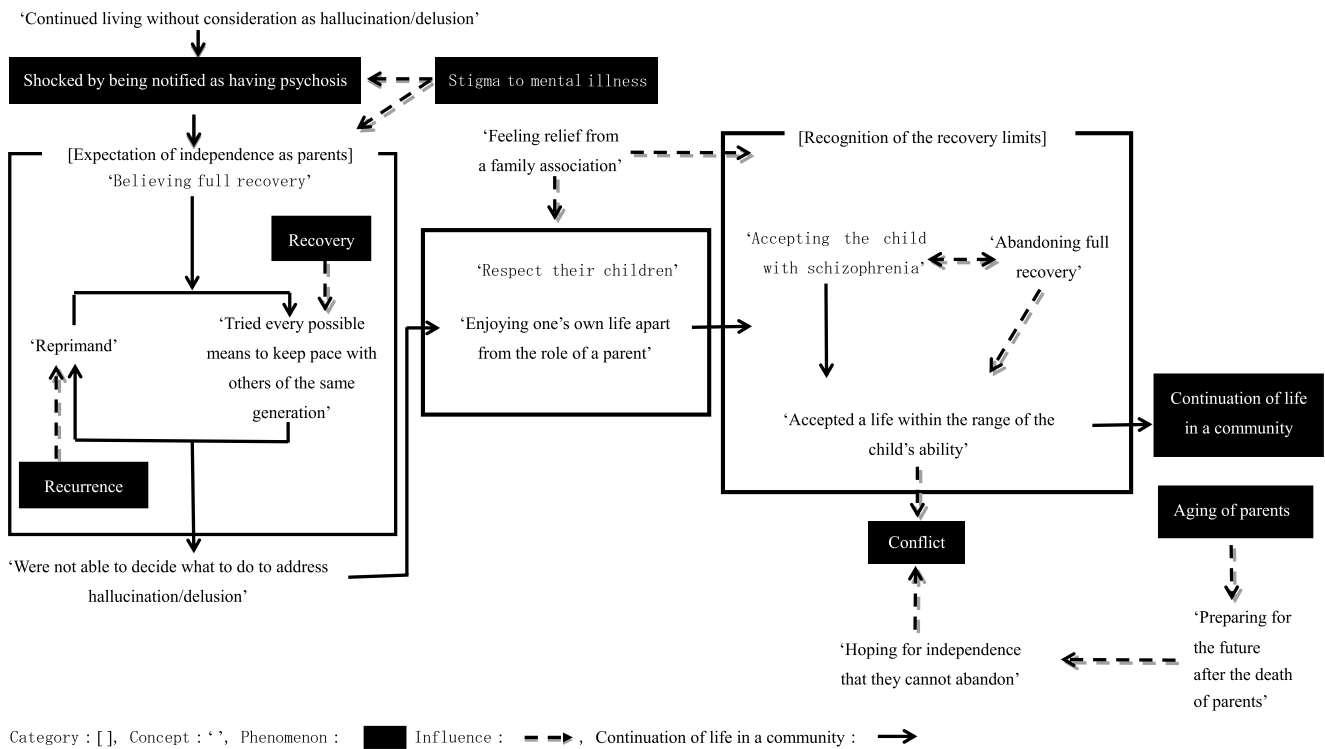 ‘Continued living without consideration as hallucination/delusion’
Shocked by being notified as having psychosis
Stigma to mental illness
[Expectation of independence as parents]
‘Believing full recovery’
Recovery
‘Reprimand’
‘Tried every possible
means to keep pace with
others of the same
generation’
Recurrence
‘Were not able to decide what to do to address
hallucination/delusion’
‘Feeling relief from
a family association’
‘Respect their children’
‘Enjoying one’s own life apart
from the role of a parent’
[Recognition of the recovery limits]
‘Accepting the child
with schizophrenia’
‘Abandoning full
recovery’
‘Accepted a life within the range of the
child’s ability’
Continuation of life
in a community
Conflict
Aging of parents
‘Hoping for independence
that they cannot abandon’
‘Preparing for
the future
after the death
of parents’
Category : [ ], Concept : ‘ ’, Phenomenon : Influence : , Continuation of life in a community :